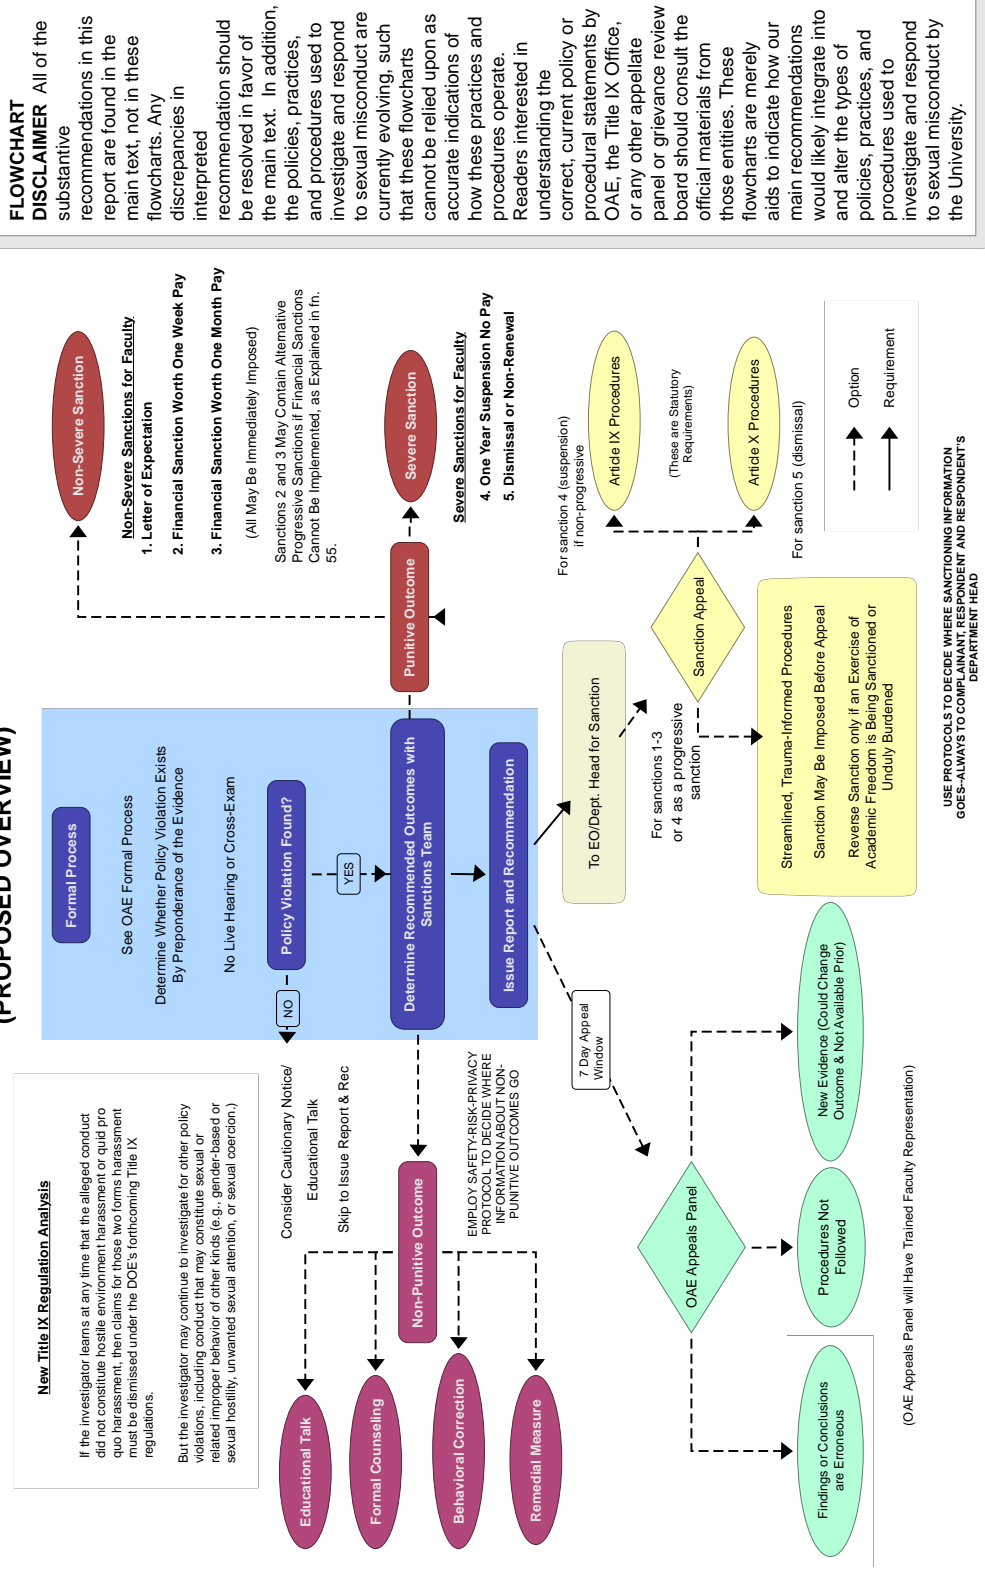 (PROPOSED OVERVIEW)
New Title IX Regulation Analysis
If the investigator learns at any time that the alleged conduct
did not constitute hostile environment harassment or quid pro
quo harassment, then claims for those two forms harassment
must be dismissed under the DOE's forthcoming Title IX
regulations.
But the investigator may continue to investigate for other policy
violations, including conduct that may constitute sexual or
related improper behavior of other kinds (e.g., gender-based or
sexual hostility, unwanted sexual attention, or sexual coercion.)
Formal Process
See OAE Formal Process
Determine Whether Policy Violation Exists
By Preponderance of the Evidence
No Live Hearing or Cross-Exam
Policy Violation Found?
NO
YES
Consider Cautionary Notice/
Educational Talk
Skip to Issue Report & Rec
Determine Recommended Outcomes with
Sanctions Team
Issue Report and Recommendation
Non-Punitive Outcome
EMPLOY SAFETY-RISK-PRIVACY
PROTOCOL TO DECIDE WHERE
INFORMATION ABOUT NON-
PUNITIVE OUTCOMES GO
Educational Talk
Formal Counseling
Behavioral Correction
Remedial Measure
Punitive Outcome
Non-Severe Sanction
Non-Severe Sanctions for Faculty
1. Letter of Expectation
2. Financial Sanction Worth One Week Pay
3. Financial Sanction Worth One Month Pay
(All May Be Immediately Imposed)
Sanctions 2 and 3 May Contain Alternative
Progressive Sanctions if Financial Sanctions
Cannot Be Implemented, as Explained in fn.
55.
Severe Sanction
Severe Sanctions for Faculty
4. One Year Suspension No Pay
5. Dismissal or Non-Renewal
7 Day Appeal
Window
OAE Appeals Panel
Findings or Conclusions
are Erroneous
Procedures Not
Followed
New Evidence (Could Change
Outcome & Not Available Prior)
(OAE Appeals Panel will Have Trained Faculty Representation)
To EO/Dept. Head for Sanction
For sanctions 1-3
or 4 as a progressive
sanction
Sanction Appeal
For sanction 4 (suspension)
if non-progressive
Article IX Procedures
(These are Statutory
Requirements)
Article X Procedures
For sanction 5 (dismissal)
Streamlined, Trauma-Informed Procedures
Sanction May Be Imposed Before Appeal
Reverse Sanction only if an Exercise of
Academic Freedom is Being Sanctioned or
Unduly Burdened
Option
Requirement
USE PROTOCOLS TO DECIDE WHERE SANCTIONING INFORMATION
GOES--ALWAYS TO COMPLAINANT, RESPONDENT AND RESPONDENT'S
DEPARTMENT HEAD
FLOWCHART
DISCLAIMER All of the
substantive
recommendations in this
report are found in the
main text, not in these
flowcharts. Any
discrepancies in
interpreted
recommendation should
be resolved in favor of
the main text. In addition,
the policies, practices,
and procedures used to
investigate and respond
to sexual misconduct are
currently evolving, such
that these flowcharts
cannot be relied upon as
accurate indications of
how these practices and
procedures operate.
Readers interested in
understanding the
correct, current policy or
procedural statements by
OAE, the Title IX Office,
or any other appellate
panel or grievance review
board should consult the
official materials from
those entities. These
flowcharts are merely
aids to indicate how our
main recommendations
would likely integrate into
and alter the types of
policies, practices, and
procedures used to
investigate and respond
to sexual misconduct by
the University.